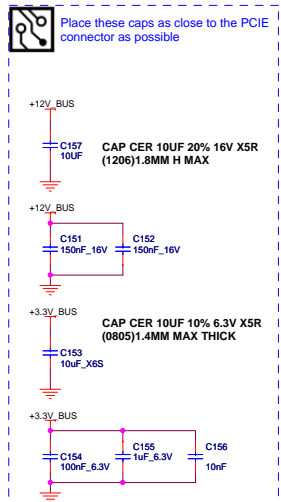 Place these caps as close to the PCIE
connector as possible
+12V_BUS
C157
10UF
CAP CER 10UF 20% 16V X5R
(1206)1.8MM H MAX
+12V_BUS
C151
150nF_16V
C152
150nF_16V
+3.3V_BUS
CAP CER 10UF 10% 6.3V X5R
(0805)1.4MM MAX THICK
C153
10uF_X6S
+3.3V_BUS
C154
100nF_6.3V
C155
1uF_6.3V
C156
10nF